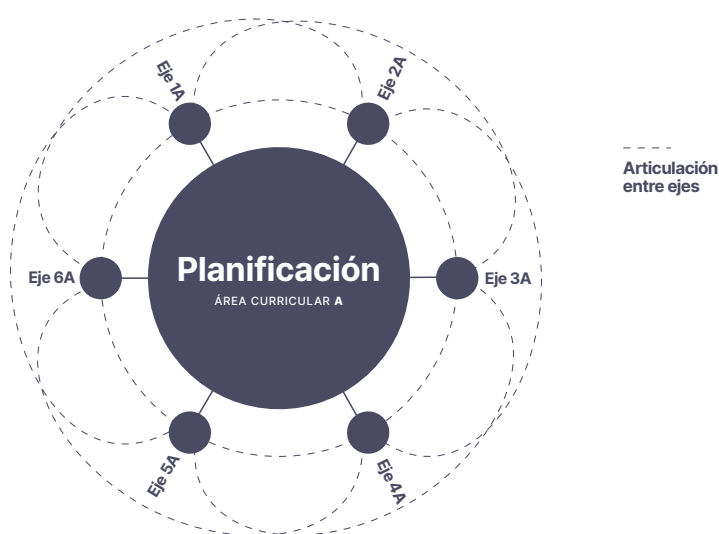 Eje 1A
Eje 2A
Articulación
entre ejes
Planificación
ÁREA CURRICULAR A
Eje 6A
Eje 3A
Eje 5A
Eje 4A